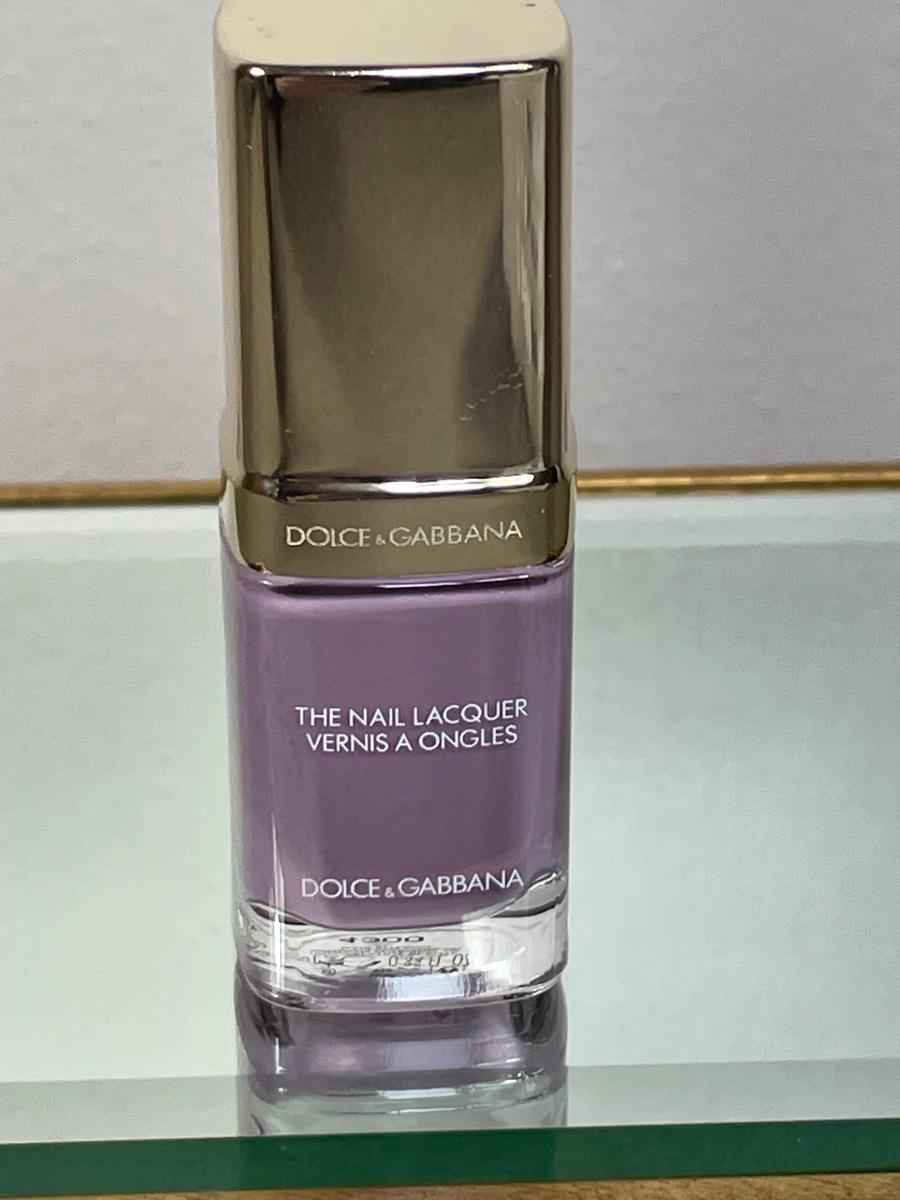 DOLCE & GABBANA
THE NAIL LACQUER
VERNIS A ONGLES
DOLCE & GABBANA